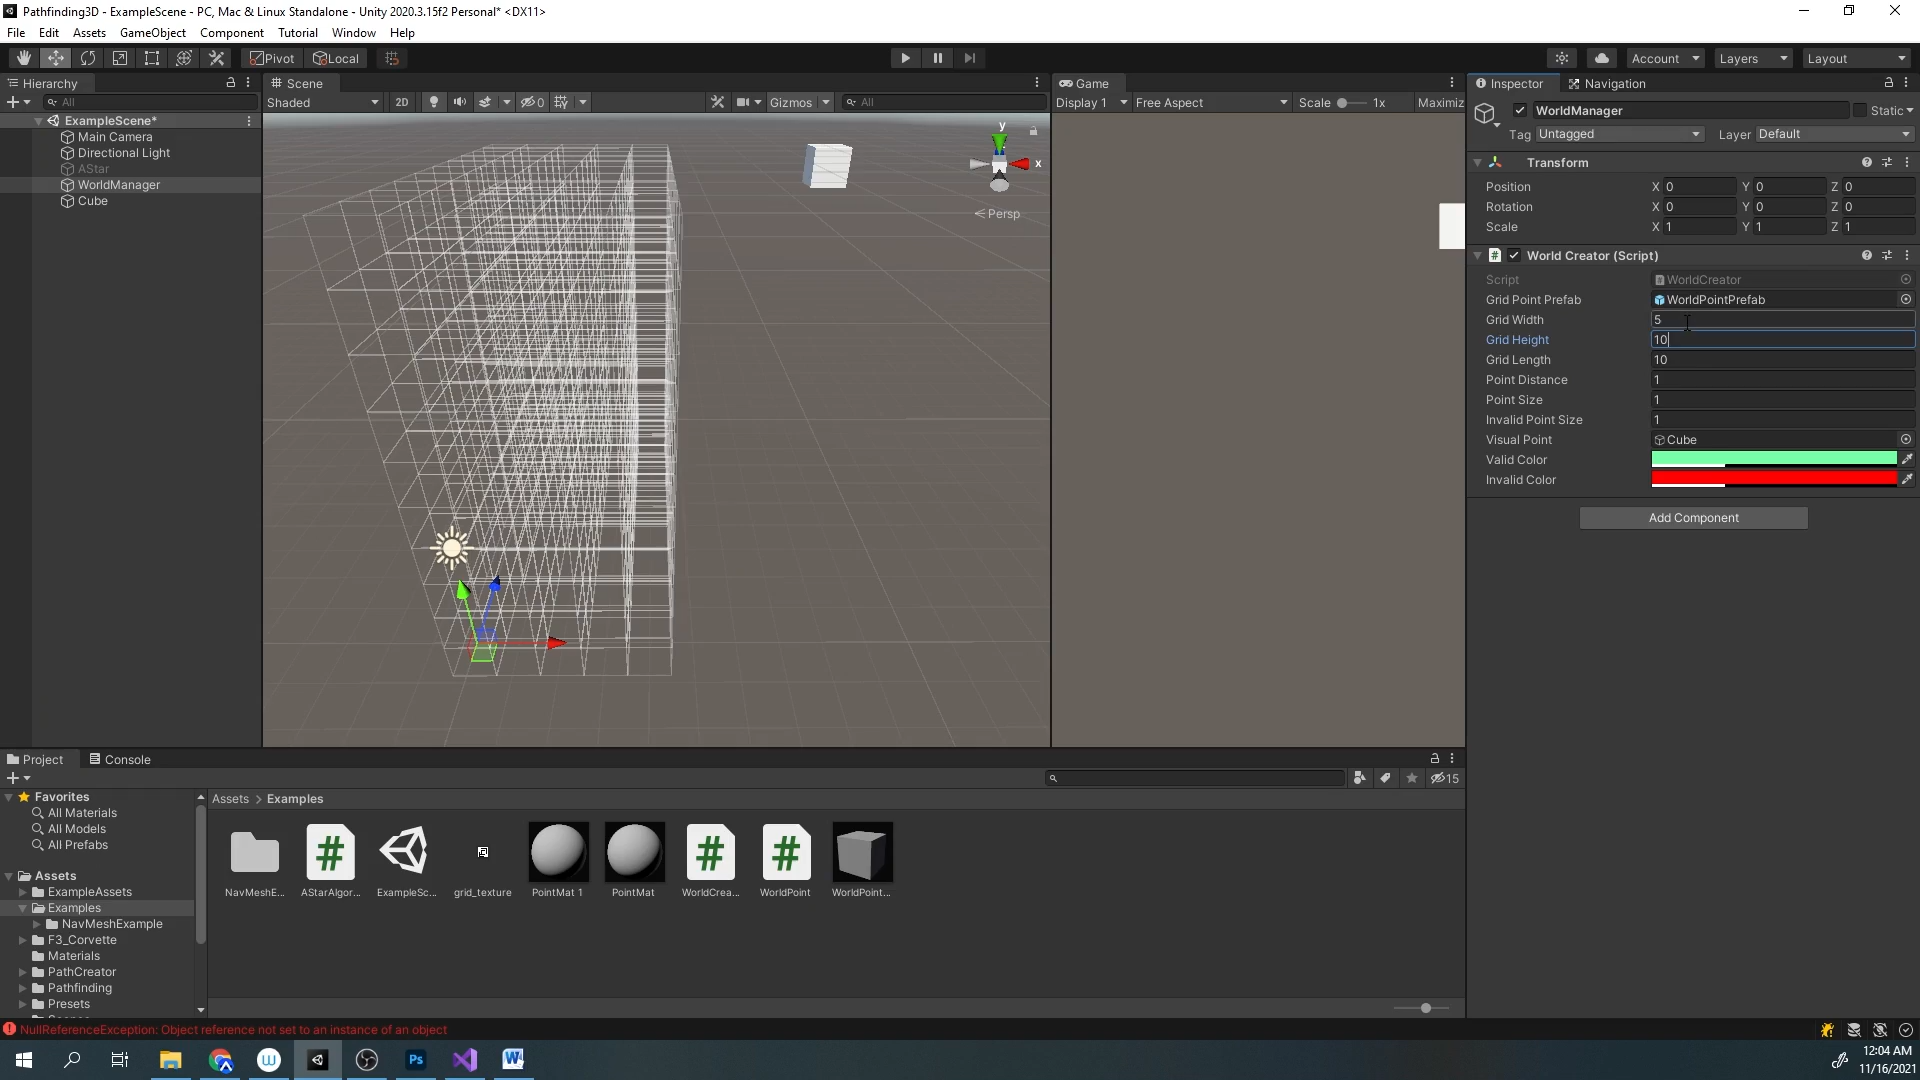 Pathfinding3D - ExampleScene - PC, Mac & Linux Standalone - Unity 2020.3.15f2 Personal* <DX11>
File Edit Assets GameObject Component Tutorial Window Help
Pivot Local Account Layers Layout
Hierarchy
All
ExampleScene*
Main Camera
Directional Light
AStar
WorldManager
Cube
Scene
Shaded 2D 0 Gizmos All
y
x
Persp
Game
Display 1 Free Aspect Scale 1x Maximiz
Inspector Navigation
WorldManager Static
Tag Untagged Layer Default
Transform
Position X 0 Y 0 Z 0
Rotation X 0 Y 0 Z 0
Scale X 1 Y 1 Z 1
# World Creator (Script)
Script WorldCreator
Grid Point Prefab WorldPointPrefab
Grid Width 5
Grid Height 10
Grid Length 10
Point Distance 1
Point Size 1
Invalid Point Size 1
Visual Point Cube
Valid Color
Invalid Color
Add Component
Project Console
15
Favorites
All Materials
All Models
All Prefabs
Assets
ExampleAssets
Examples
NavMeshExample
F3_Corvette
Materials
PathCreator
Pathfinding
Presets
Assets > Examples
NavMeshE... AStarAlgor... ExampleSc... grid_texture PointMat 1 PointMat WorldCrea... WorldPoint WorldPoint...
NullReferenceException: Object reference not set to an instance of an object
Ps
12:04 AM
11/16/2021